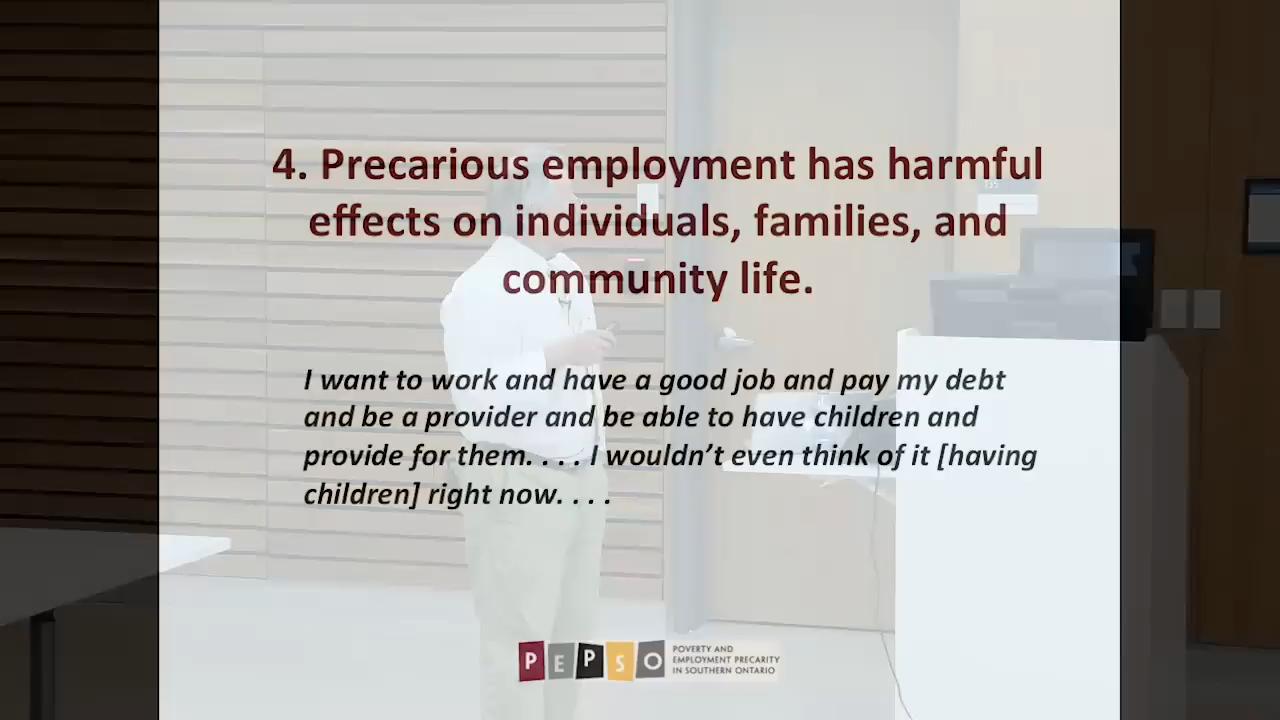 4. Precarious employment has harmful
effects on individuals, families, and
community life.
I want to work and have a good job and pay my debt
and be a provider and be able to have children and
provide for them. . . . I wouldn’t even think of it [having
children] right now. . . .
PEPSO
POVERTY AND
EMPLOYMENT PRECARITY
IN SOUTHERN ONTARIO